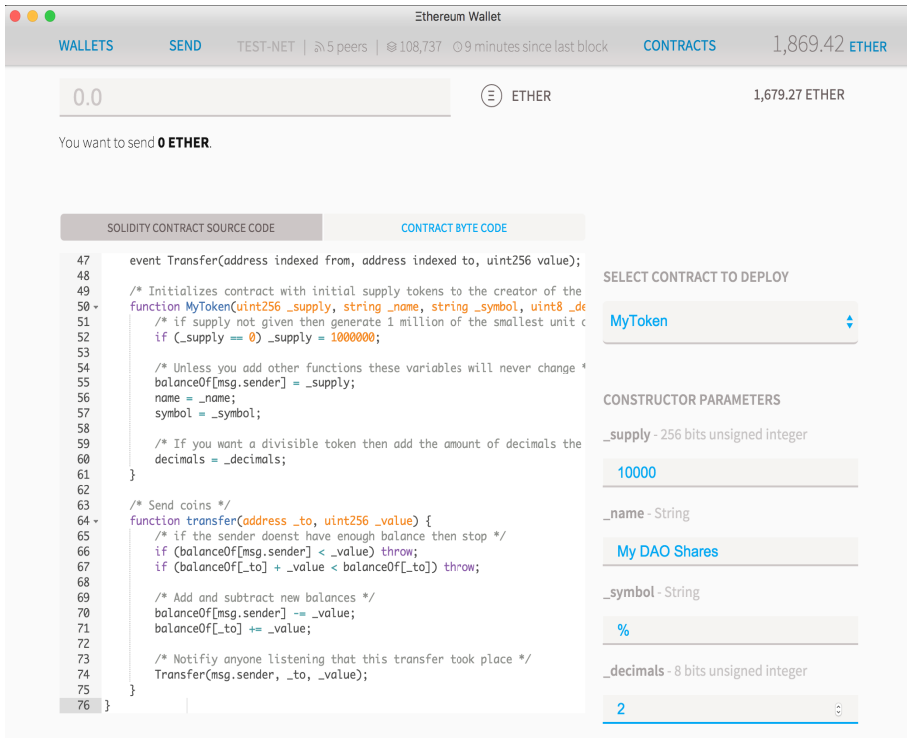 Ξthereum Wallet
WALLETS SEND TEST-NET | 5 peers | 108,737 9 minutes since last block CONTRACTS 1,869.42 ETHER
0.0 Ξ ETHER 1,679.27 ETHER
You want to send 0 ETHER.
SOLIDITY CONTRACT SOURCE CODE CONTRACT BYTE CODE
47 event Transfer(address indexed from, address indexed to, uint256 value);
48
49 /* Initializes contract with initial supply tokens to the creator of the
50 function MyToken(uint256 _supply, string _name, string _symbol, uint8 _de
51 /* if supply not given then generate 1 million of the smallest unit o
52 if (_supply == 0) _supply = 1000000;
53
54 /* Unless you add other functions these variables will never change *
55 balanceOf[msg.sender] = _supply;
56 name = _name;
57 symbol = _symbol;
58
59 /* If you want a divisible token then add the amount of decimals the
60 decimals = _decimals;
61 }
62
63 /* Send coins */
64 function transfer(address _to, uint256 _value) {
65 /* if the sender doenst have enough balance then stop */
66 if (balanceOf[msg.sender] < _value) throw;
67 if (balanceOf[_to] + _value < balanceOf[_to]) throw;
68
69 /* Add and subtract new balances */
70 balanceOf[msg.sender] -= _value;
71 balanceOf[_to] += _value;
72
73 /* Notifiy anyone listening that this transfer took place */
74 Transfer(msg.sender, _to, _value);
75 }
76 }
SELECT CONTRACT TO DEPLOY
MyToken
CONSTRUCTOR PARAMETERS
_supply - 256 bits unsigned integer
10000
_name - String
My DAO Shares
_symbol - String
%
_decimals - 8 bits unsigned integer
2